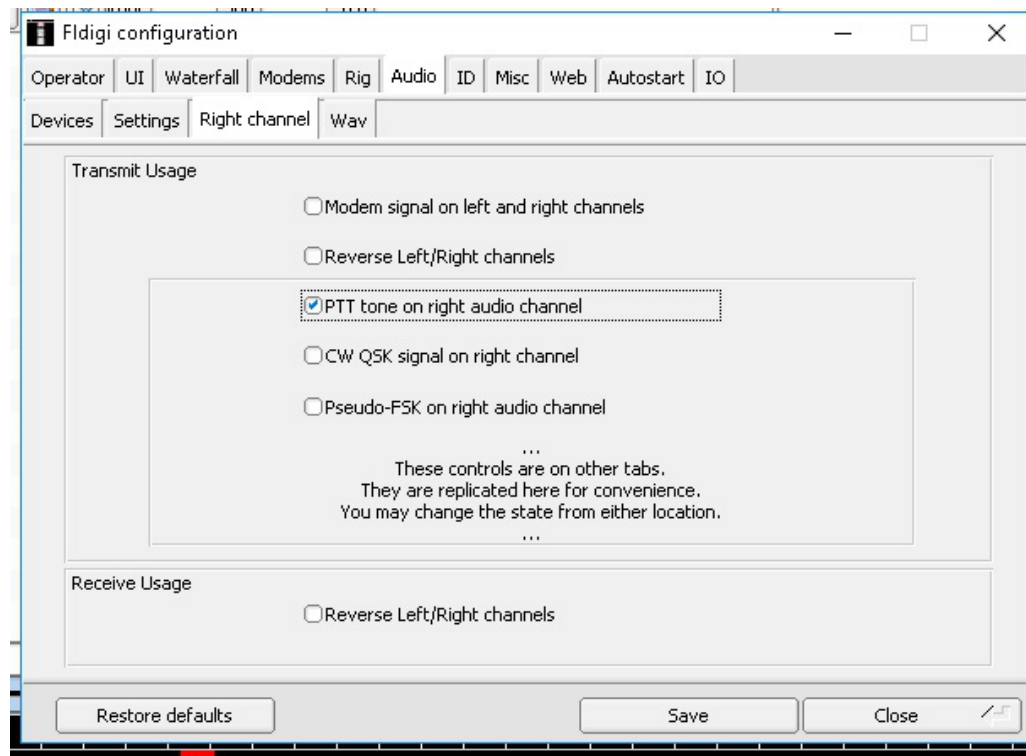 Fldigi configuration
Operator UI Waterfall Modems Rig Audio ID Misc Web Autostart IO
Devices Settings Right channel Wav
Transmit Usage
Modem signal on left and right channels
Reverse Left/Right channels
PTT tone on right audio channel
CW QSK signal on right channel
Pseudo-FSK on right audio channel
...
These controls are on other tabs.
They are replicated here for convenience.
You may change the state from either location.
...
Receive Usage
Reverse Left/Right channels
Restore defaults Save Close